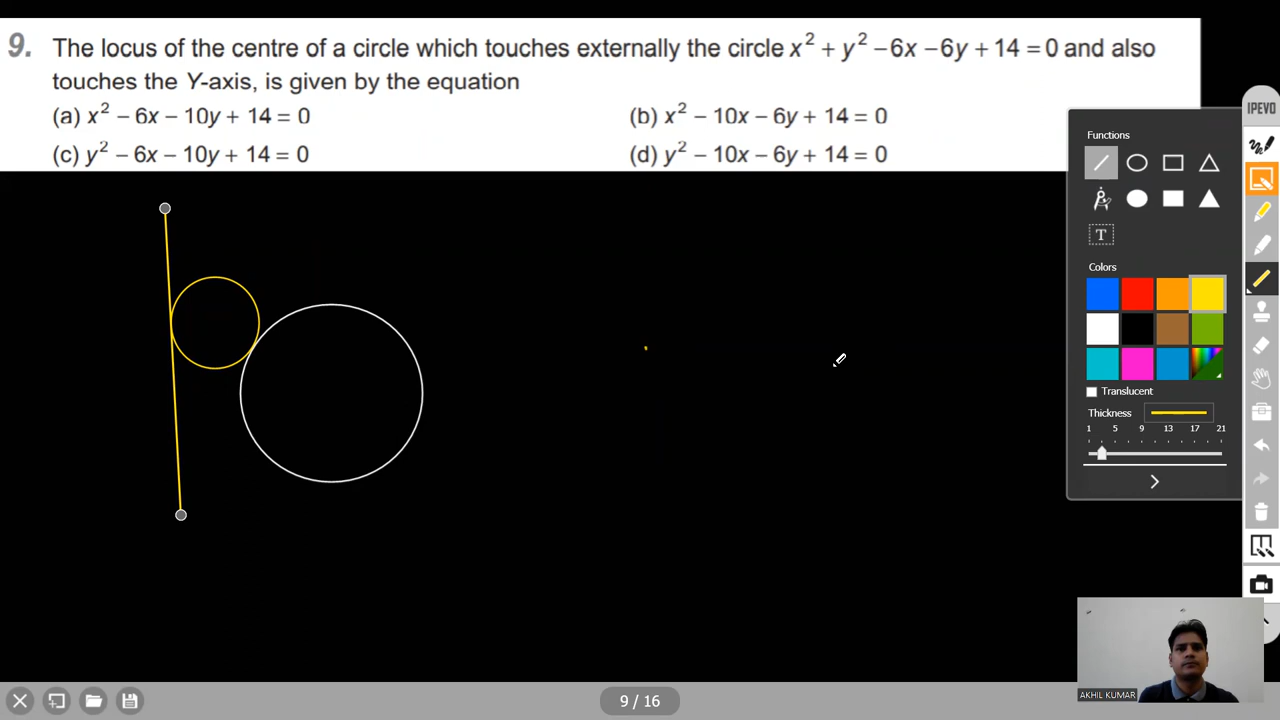 9. The locus of the centre of a circle which touches externally the circle x² + y² − 6x − 6y + 14 = 0 and also
touches the Y-axis, is given by the equation
(a) x² − 6x − 10y + 14 = 0 (b) x² − 10x − 6y + 14 = 0
(c) y² − 6x − 10y + 14 = 0 (d) y² − 10x − 6y + 14 = 0
IPEVO
Functions
T
Colors
Translucent
Thickness
1 5 9 13 17 21
AKHIL KUMAR
9 / 16